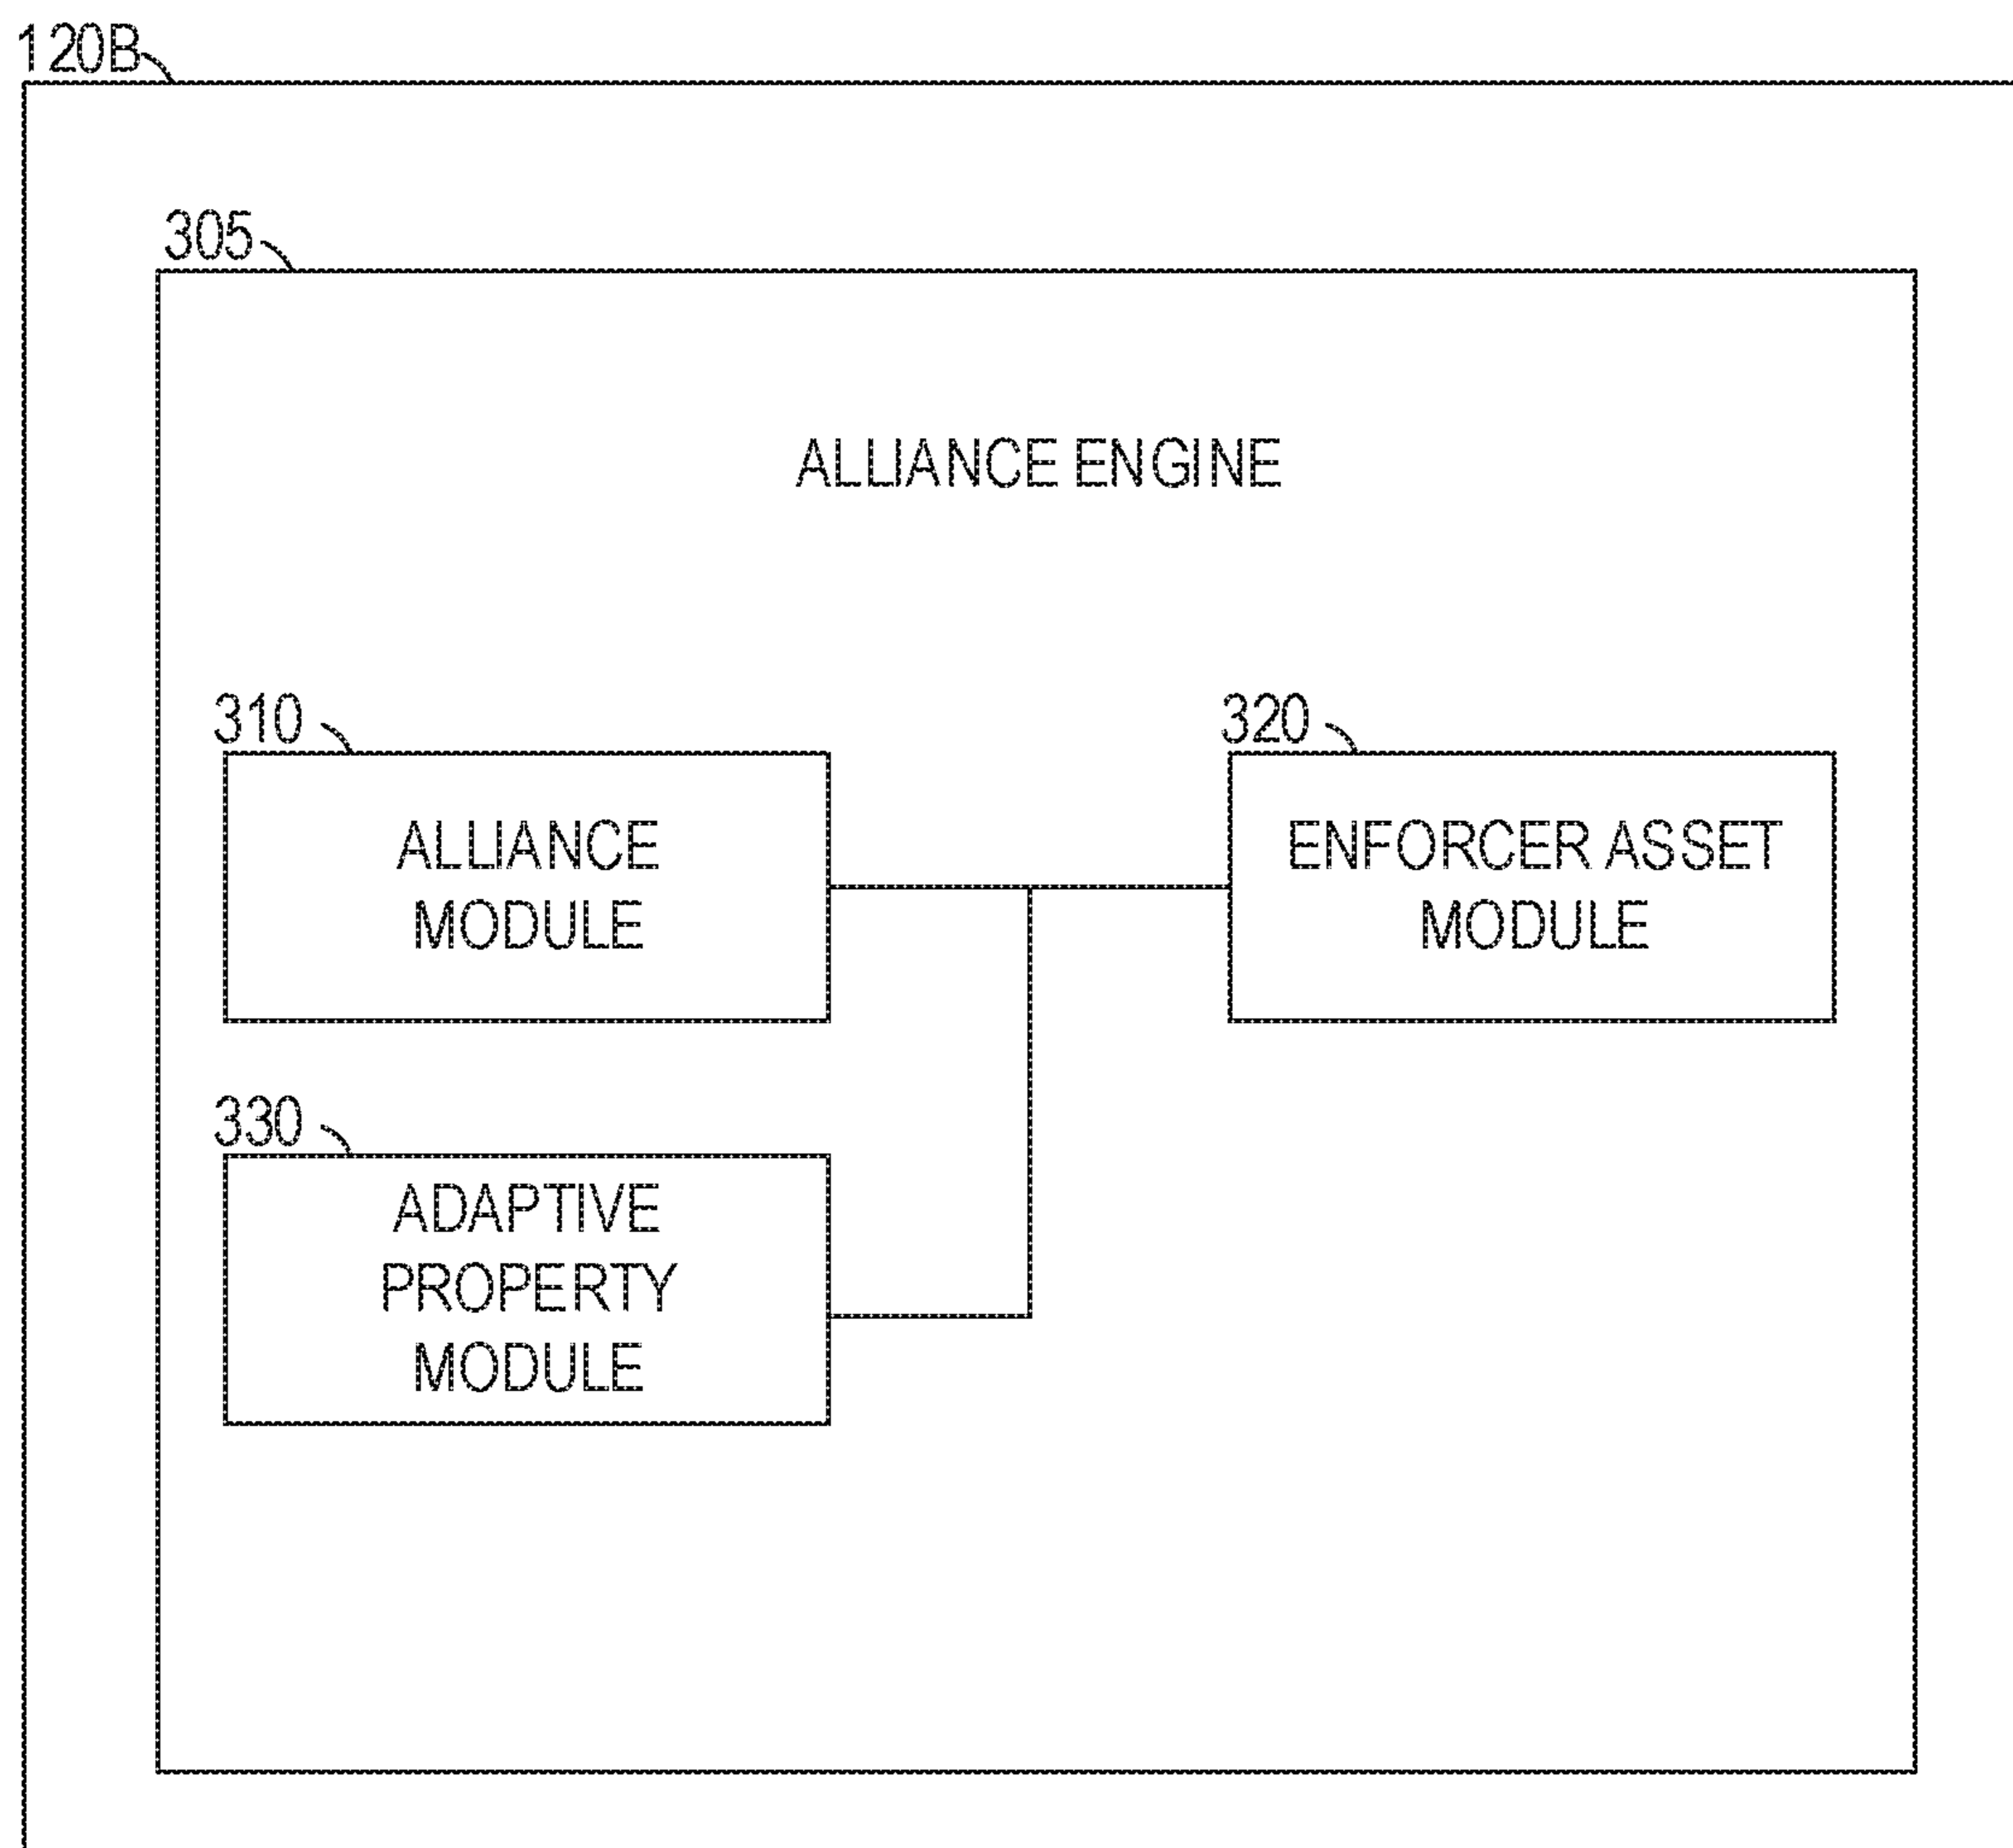 120B
305
ALLIANCE ENGINE
310
320
ALLIANCE
MODULE
ENFORCER ASSET
MODULE
330
ADAPTIVE
PROPERTY
MODULE